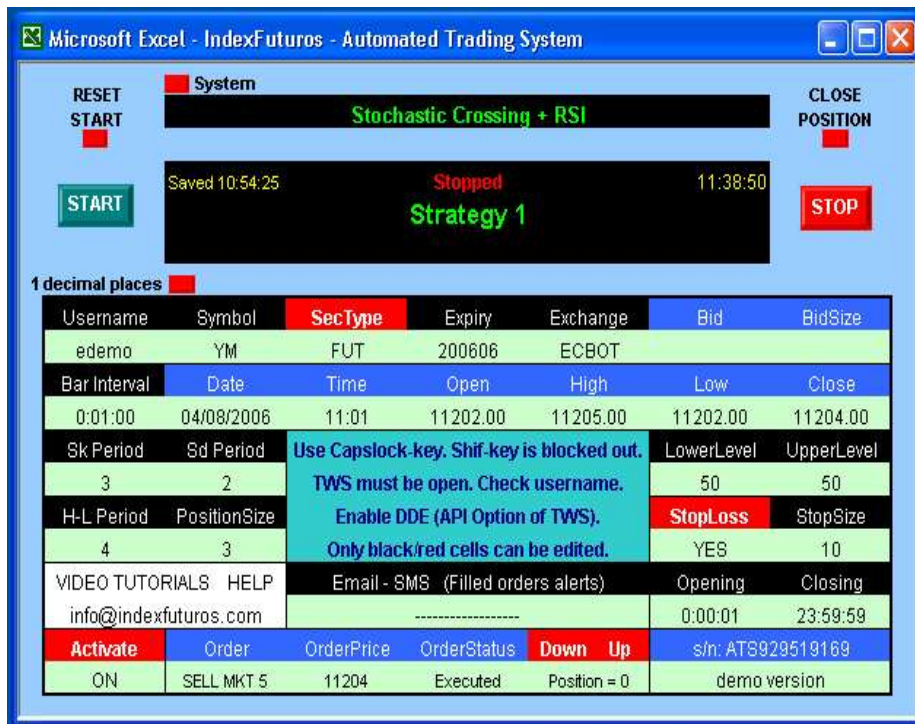 Microsoft Excel - IndexFuturos - Automated Trading System
RESET START
System
Stochastic Crossing + RSI
CLOSE POSITION
START
Saved 10:54:25
Stopped
11:38:50
Strategy 1
STOP
1 decimal places
Username Symbol SecType Expiry Exchange Bid BidSize
edemo YM FUT 200606 ECBOT
Bar Interval Date Time Open High Low Close
0:01:00 04/08/2006 11:01 11202.00 11205.00 11202.00 11204.00
Sk Period Sd Period Use Capslock-key. Shif-key is blocked out. LowerLevel UpperLevel
3 2 TWS must be open. Check username. 50 50
H-L Period PositionSize Enable DDE (API Option of TWS). StopLoss StopSize
4 3 Only black/red cells can be edited. YES 10
VIDEO TUTORIALS HELP Email - SMS (Filled orders alerts) Opening Closing
info@indexfuturos.com ----------------- 0:00:01 23:59:59
Activate Order OrderPrice OrderStatus Down Up s/n: ATS929519169
ON SELL MKT 5 11204 Executed Position = 0 demo version